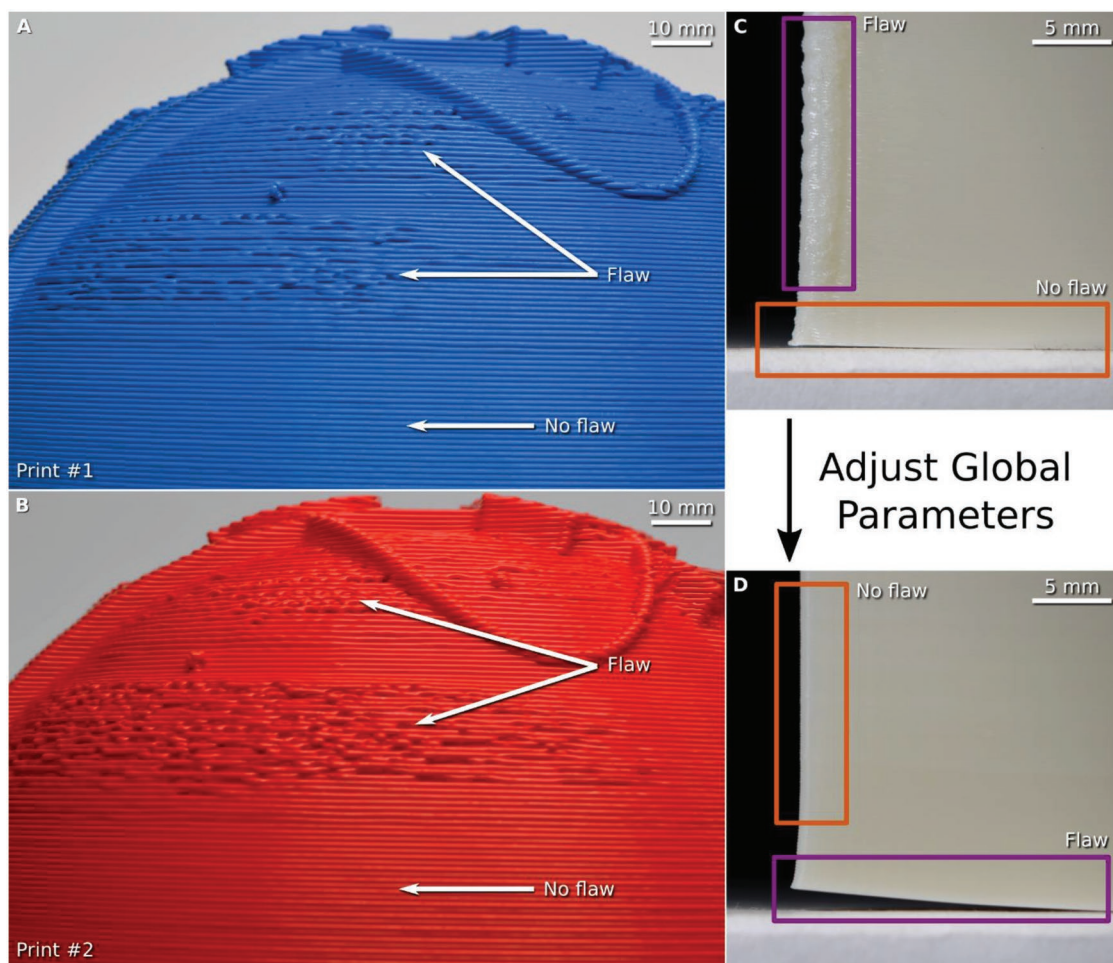 A
10 mm
Flaw
No flaw
Print #1
B
10 mm
Flaw
No flaw
Print #2
C
Flaw
5 mm
No flaw
Adjust Global
Parameters
D
No flaw
5 mm
Flaw